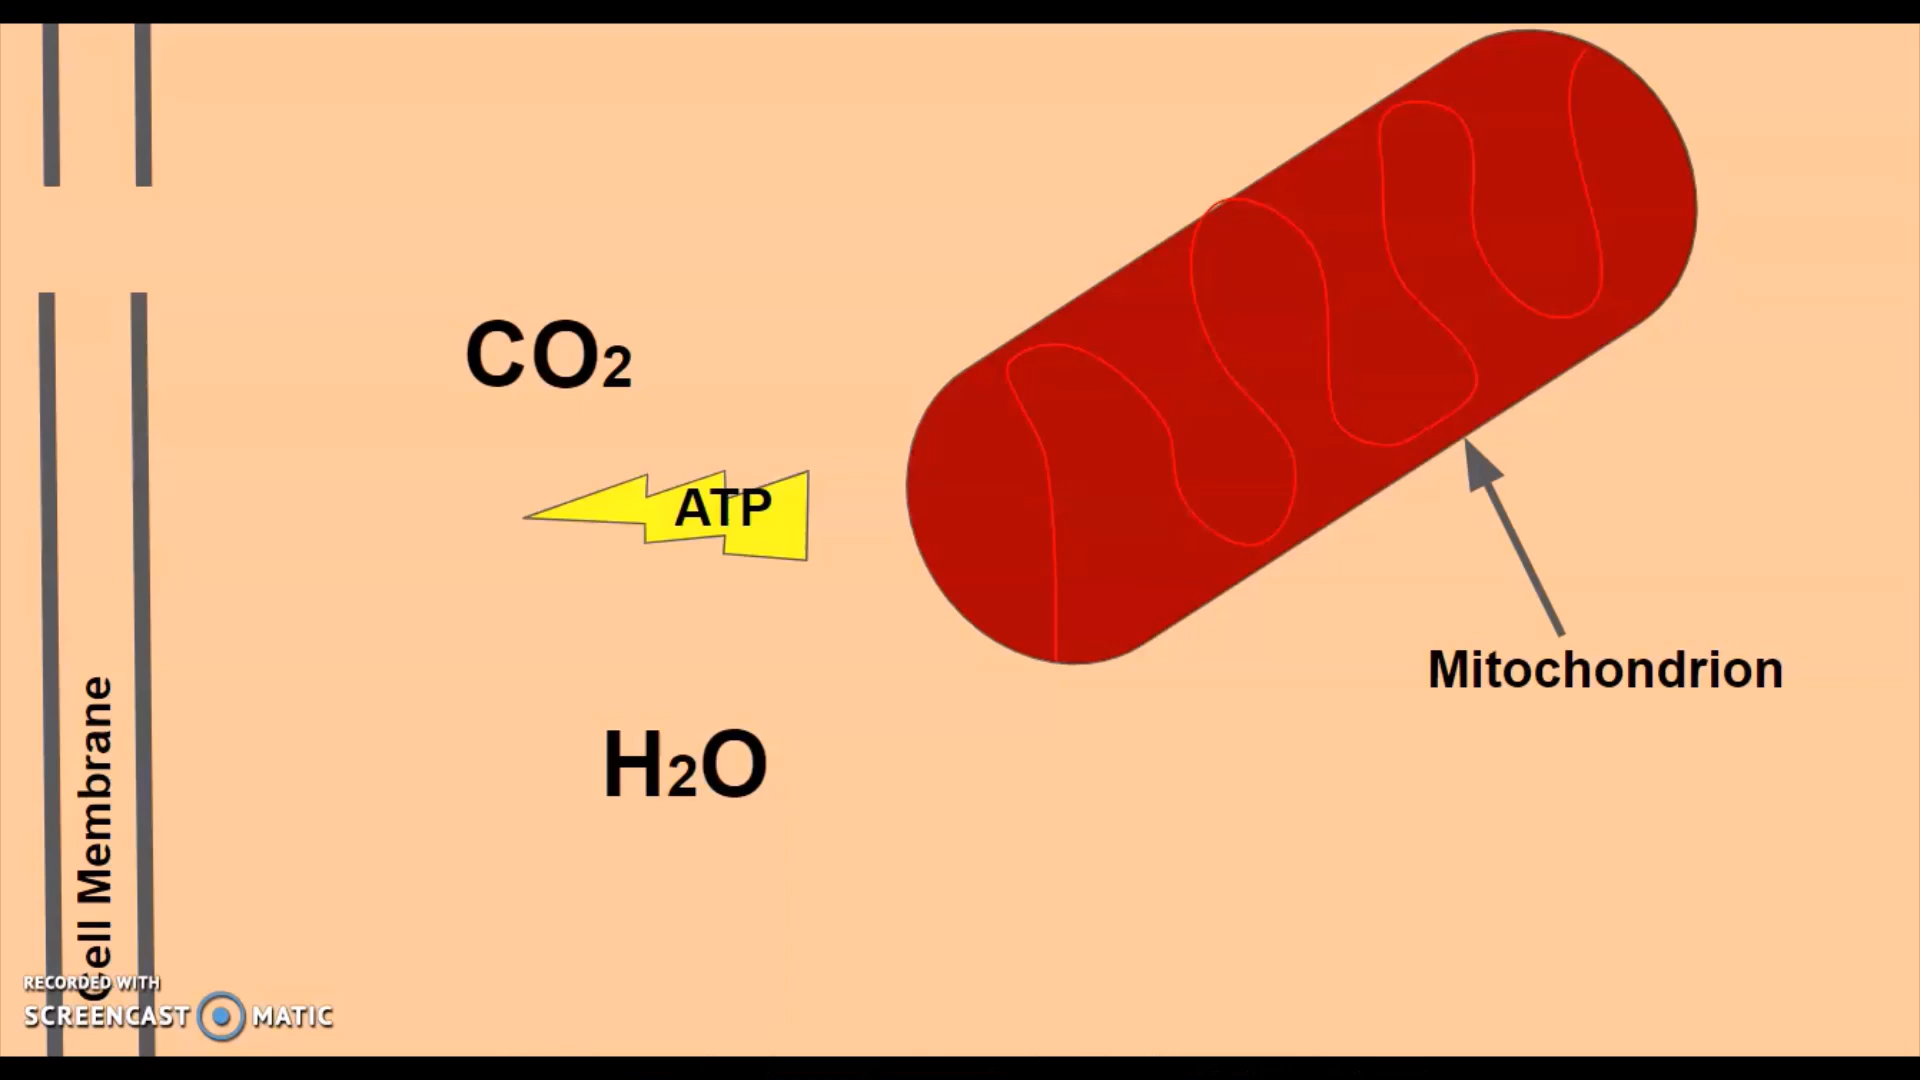 CO2
ATP
Mitochondrion
H2O
Cell Membrane
RECORDED WITH
SCREENCAST MATIC